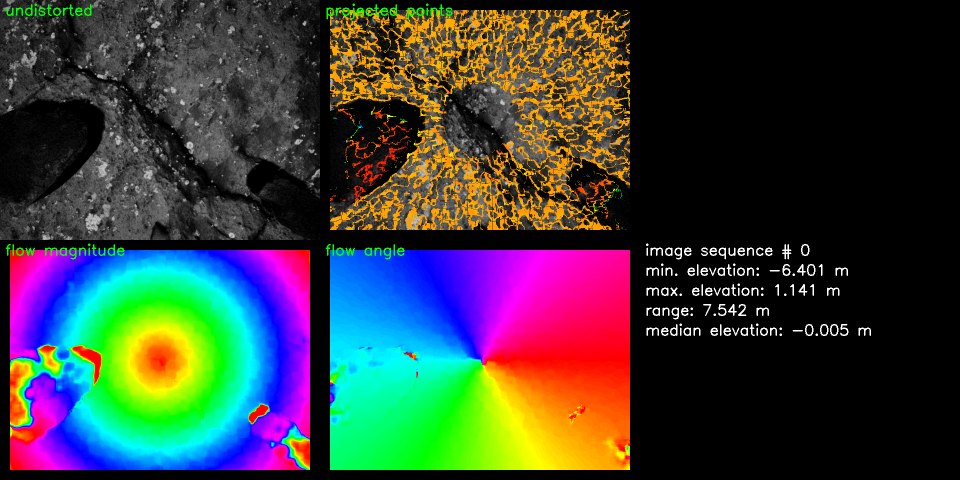 undistorted
projected points
flow magnitude
flow angle
image sequence # 0
min. elevation: −6.401 m
max. elevation: 1.141 m
range: 7.542 m
median elevation: −0.005 m